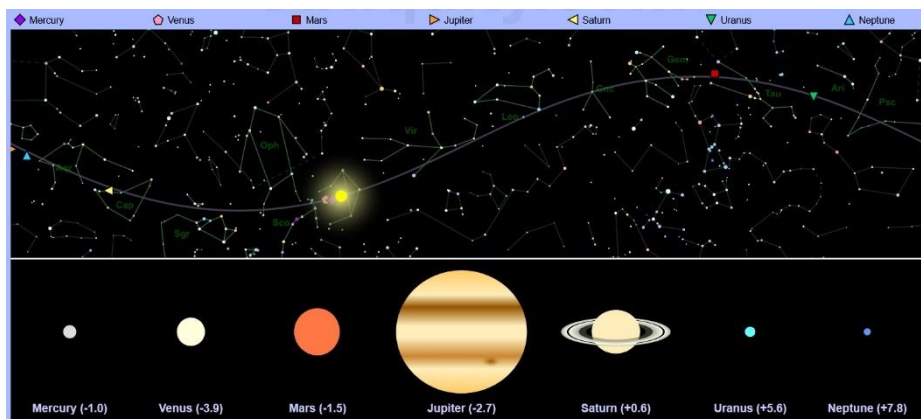 Mercury Venus Mars Jupiter Saturn Uranus Neptune
Gem
Tau Ari
Cnc Psc
Leo
Vir
Oph
Aqr
Cap Sco
Sgr
Mercury (-1.0) Venus (-3.9) Mars (-1.5) Jupiter (-2.7) Saturn (+0.6) Uranus (+5.6) Neptune (+7.8)